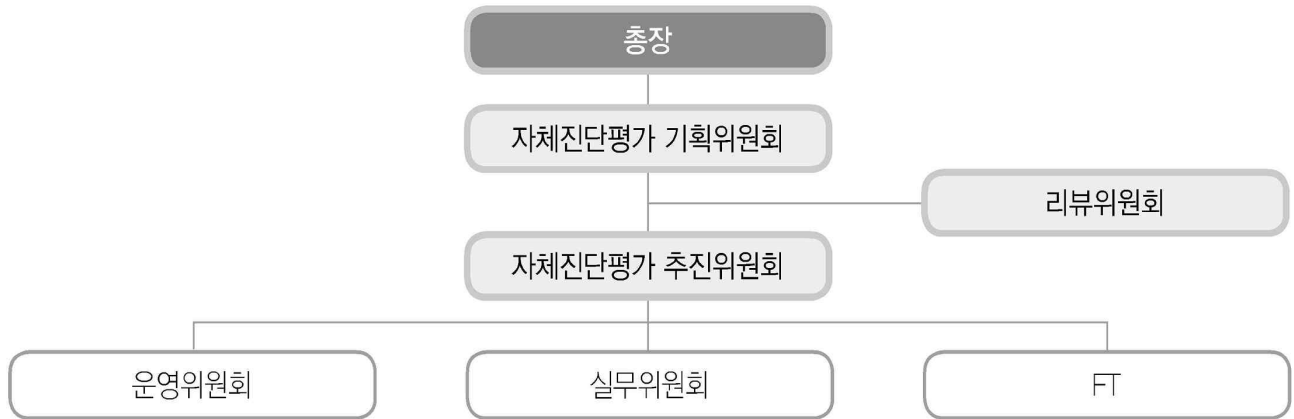 총장
자체진단평가 기획위원회
리뷰위원회
자체진단평가 추진위원회
운영위원회
실무위원회
FT